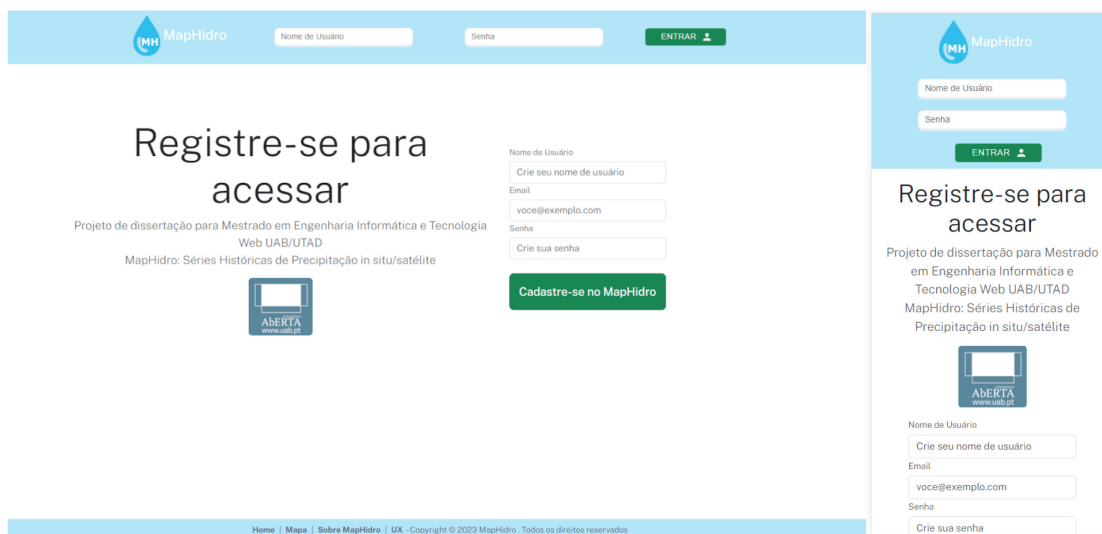 MH MapHidro
Nome de Usuário
Senha
ENTRAR
Registre-se para
acessar
Projeto de dissertação para Mestrado em Engenharia Informática e Tecnologia
Web UAB/UTAD
MapHidro: Séries Históricas de Precipitação in situ/satélite
AbERTA
www.uab.pt
Nome de Usuário
Crie seu nome de usuário
Email
voce@exemplo.com
Senha
Crie sua senha
Cadastre-se no MapHidro
Home | Mapa | Sobre MapHidro | UX - Copyright © 2023 MapHidro . Todos os direitos reservados
MH MapHidro
Nome de Usuário
Senha
ENTRAR
Registre-se para
acessar
Projeto de dissertação para Mestrado
em Engenharia Informática e
Tecnologia Web UAB/UTAD
MapHidro: Séries Históricas de
Precipitação in situ/satélite
AbERTA
www.uab.pt
Nome de Usuário
Crie seu nome de usuário
Email
voce@exemplo.com
Senha
Crie sua senha